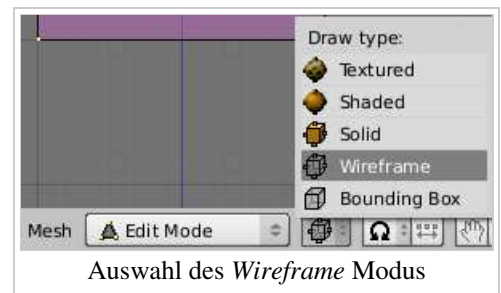 Draw type:
Textured
Shaded
Solid
Wireframe
Bounding Box
Mesh
Edit Mode
Auswahl des Wireframe Modus